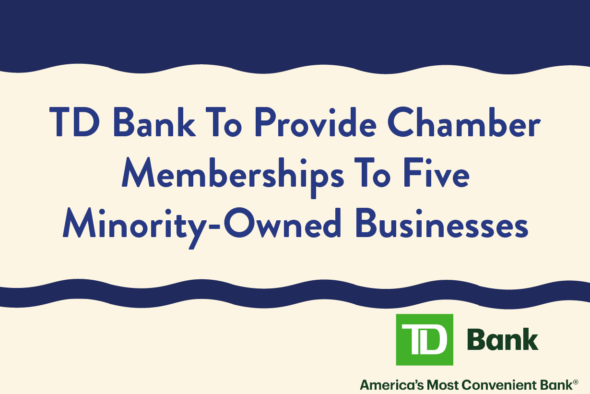 TD Bank To Provide Chamber
Memberships To Five
Minority-Owned Businesses
TD Bank
America's Most Convenient Bank®